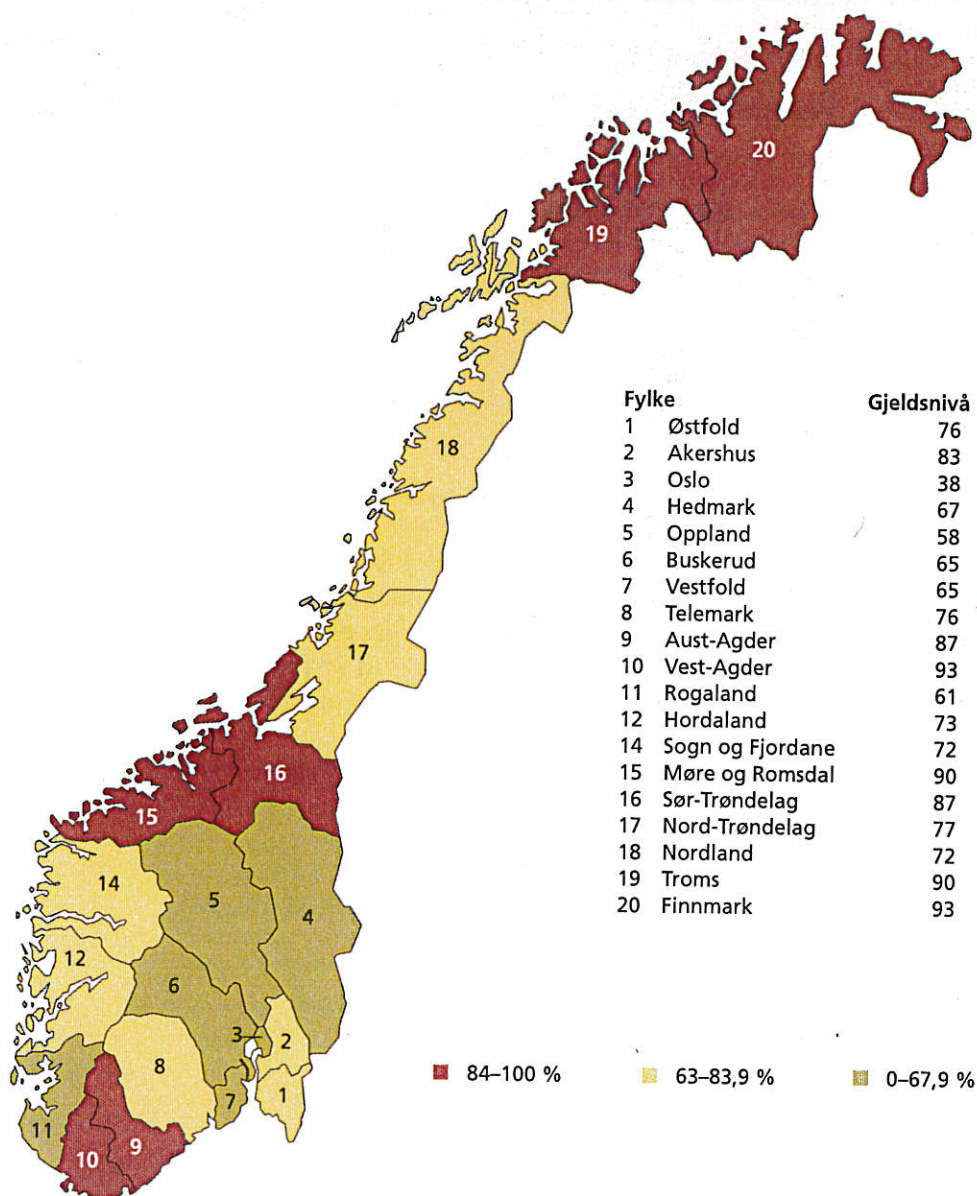 20
19
18
17
16
15
14
5
4
12
6
3
2
8
1
7
11
10
9
Fylke Gjeldsnivå
1 Østfold 76
2 Akershus 83
3 Oslo 38
4 Hedmark 67
5 Oppland 58
6 Buskerud 65
7 Vestfold 65
8 Telemark 76
9 Aust-Agder 87
10 Vest-Agder 93
11 Rogaland 61
12 Hordaland 73
14 Sogn og Fjordane 72
15 Møre og Romsdal 90
16 Sør-Trøndelag 87
17 Nord-Trøndelag 77
18 Nordland 72
19 Troms 90
20 Finnmark 93
84–100 % 63–83,9 % 0–67,9 %